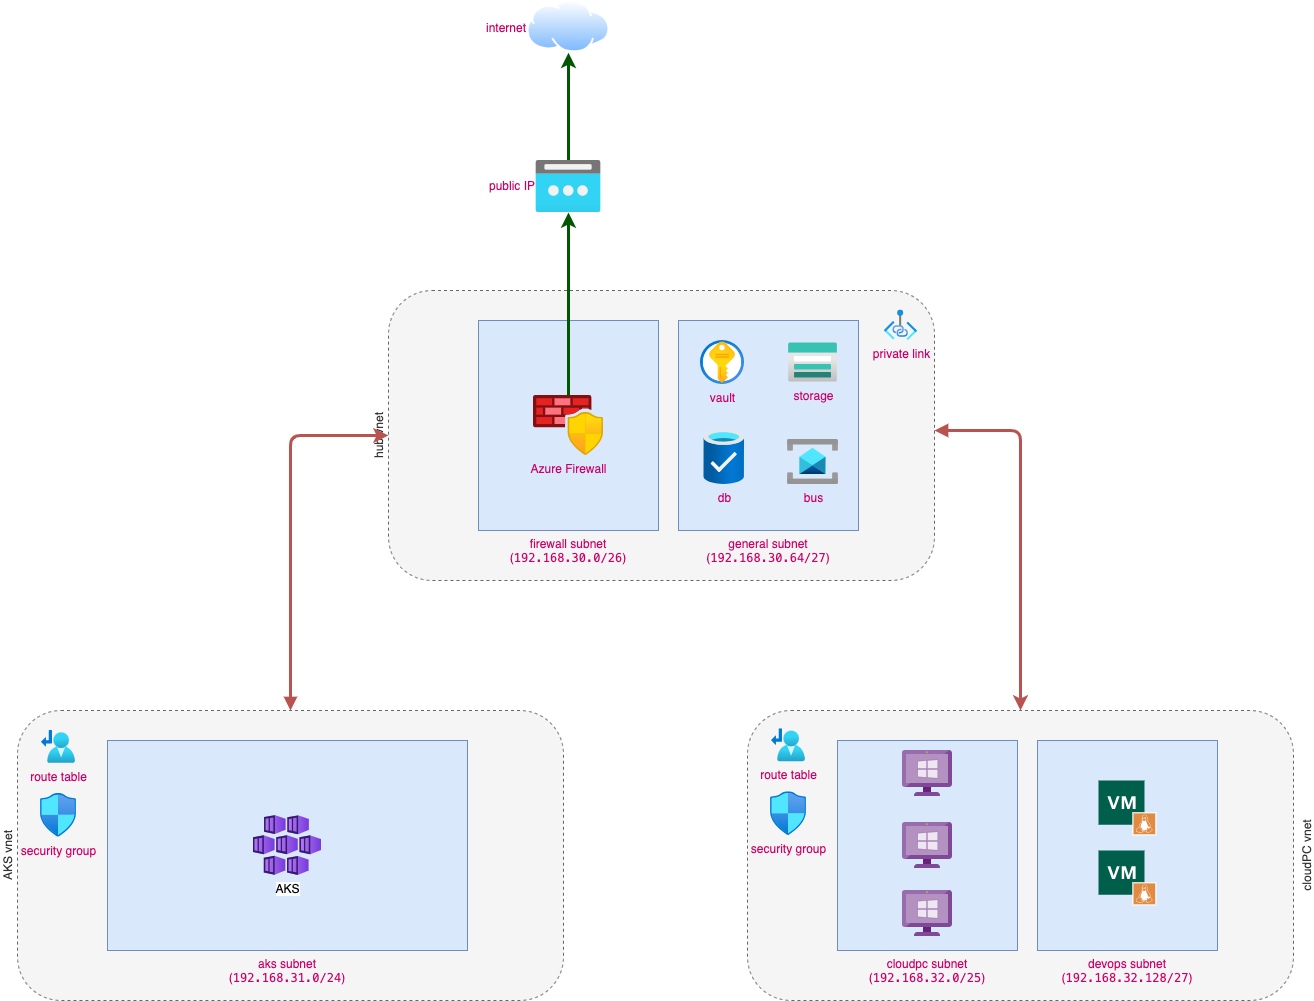 internet
public IP
private link
vault
storage
hub vnet
Azure Firewall
db
bus
firewall subnet
(192.168.30.0/26)
general subnet
(192.168.30.64/27)
route table
security group
AKS vnet
AKS
aks subnet
(192.168.31.0/24)
route table
security group
VM
VM
cloudPC vnet
cloudpc subnet
(192.168.32.0/25)
devops subnet
(192.168.32.128/27)